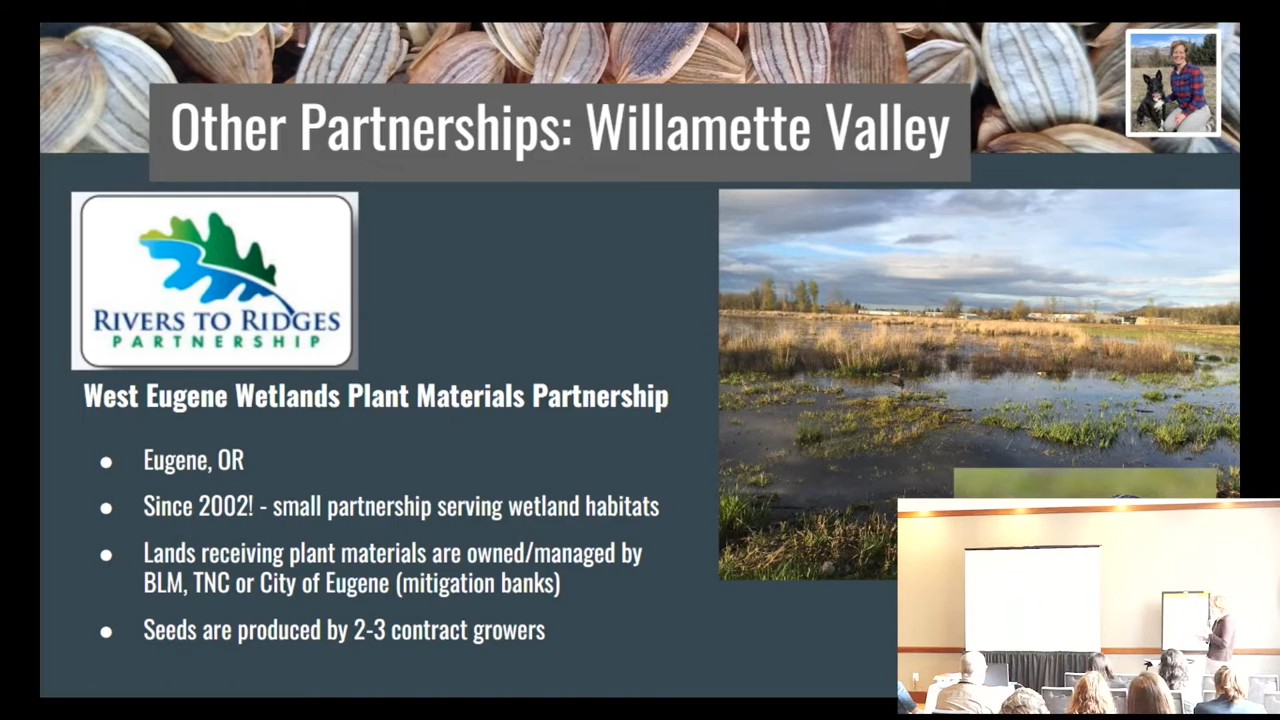 Other Partnerships: Willamette Valley
RIVERS TO RIDGES
PARTNERSHIP
West Eugene Wetlands Plant Materials Partnership
● Eugene, OR
● Since 2002! - small partnership serving wetland habitats
● Lands receiving plant materials are owned/managed by
BLM, TNC or City of Eugene (mitigation banks)
● Seeds are produced by 2-3 contract growers